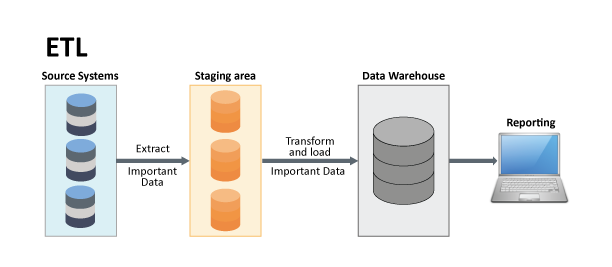 ETL
Source Systems
Staging area
Data Warehouse
Reporting
Extract
Important
Data
Transform
and load
Important Data